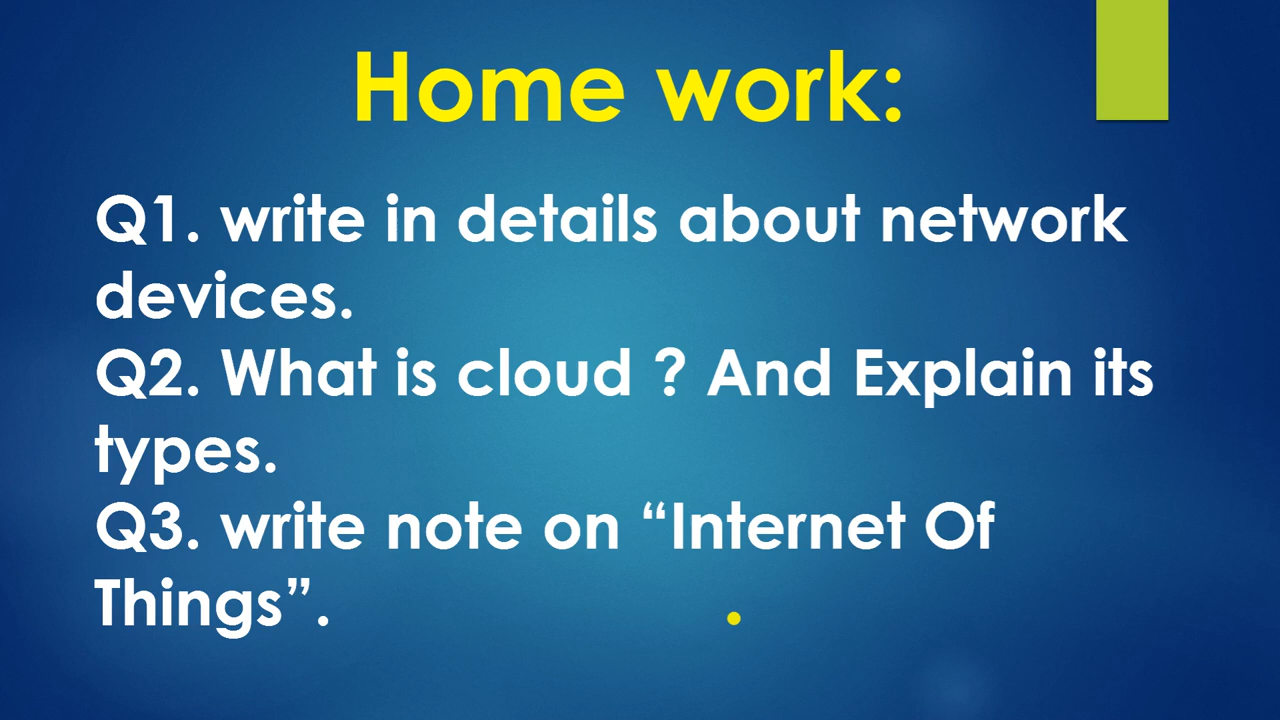 Home work:
Q1. write in details about network
devices.
Q2. What is cloud ? And Explain its
types.
Q3. write note on “Internet Of
Things”.